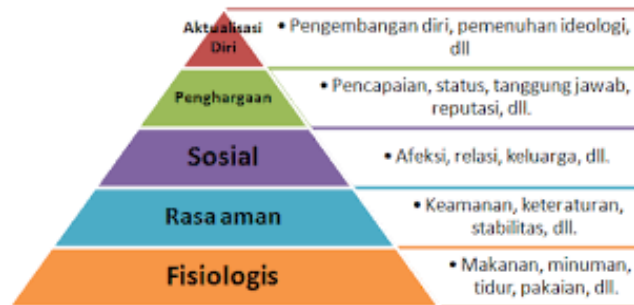 Aktualisasi
Diri
• Pengembangan diri, pemenuhan ideologi,
dll
Penghargaan
• Pencapaian, status, tanggung jawab,
reputasi, dll.
Sosial
• Afeksi, relasi, keluarga, dll.
Rasa aman
• Keamanan, keteraturan,
stabilitas, dll.
Fisiologis
• Makanan, minuman,
tidur, pakaian, dll.